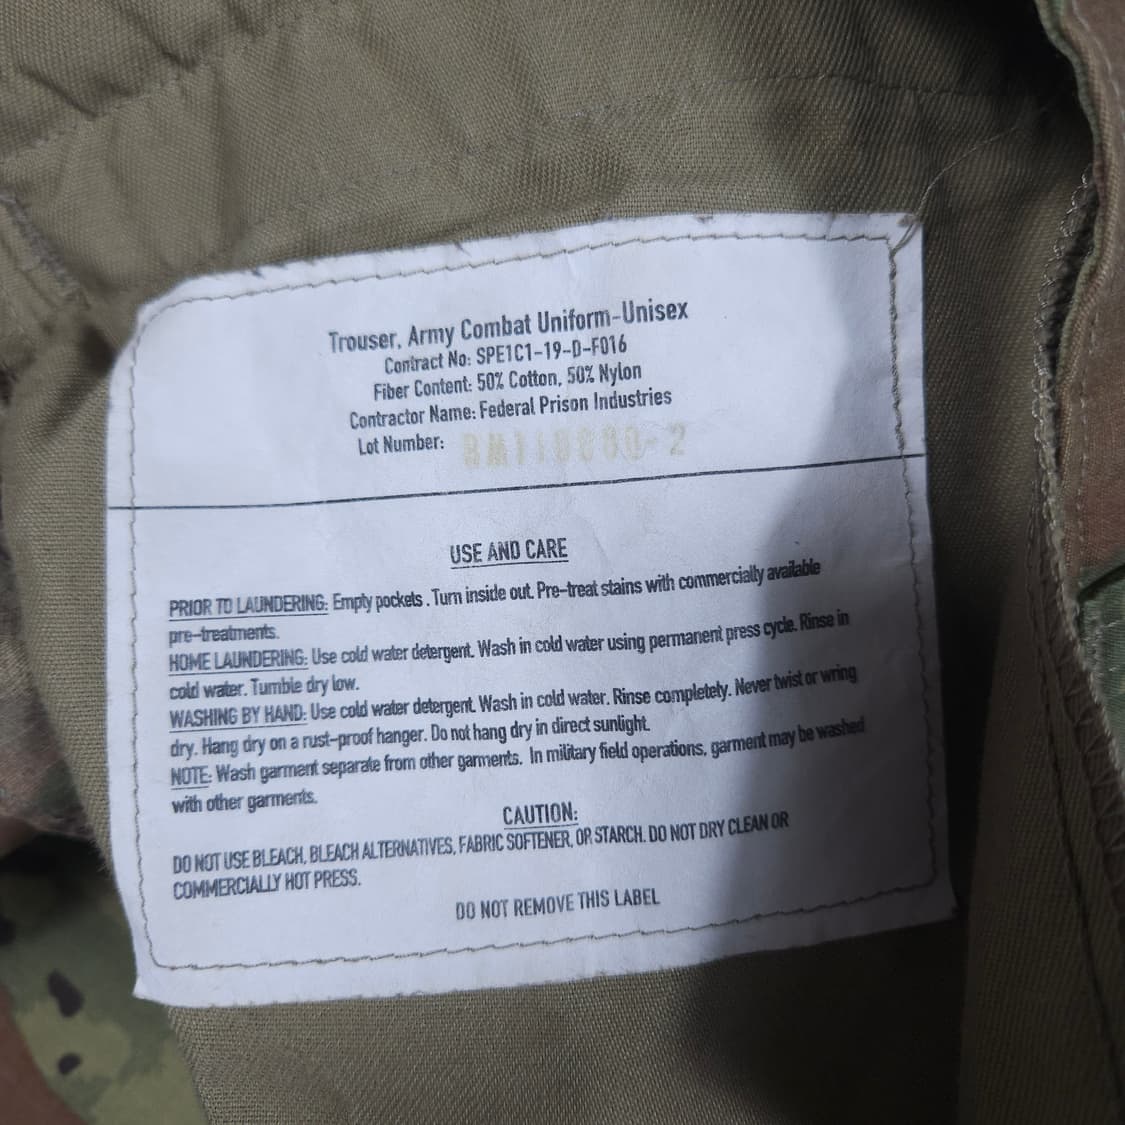 Trouser, Army Combat Uniform-Unisex
Contract No: SPE1C1-19-D-F016
Fiber Content: 50% Cotton, 50% Nylon
Contractor Name: Federal Prison Industries
Lot Number:
USE AND CARE
PRIOR TO LAUNDERING: Empty pockets . Turn inside out. Pre-treat stains with commercially available
pre-treatments.
HOME LAUNDERING: Use cold water detergent. Wash in cold water using permanent press cycle. Rinse in
cold water. Tumble dry low.
WASHING BY HAND: Use cold water detergent. Wash in cold water. Rinse completely. Never twist or wring
dry. Hang dry on a rust-proof hanger. Do not hang dry in direct sunlight.
NOTE: Wash garment separate from other garments. In military field operations, garment may be washed
with other garments.
CAUTION:
DO NOT USE BLEACH, BLEACH ALTERNATIVES, FABRIC SOFTENER, OR STARCH. DO NOT DRY CLEAN OR
COMMERCIALLY HOT PRESS.
DO NOT REMOVE THIS LABEL